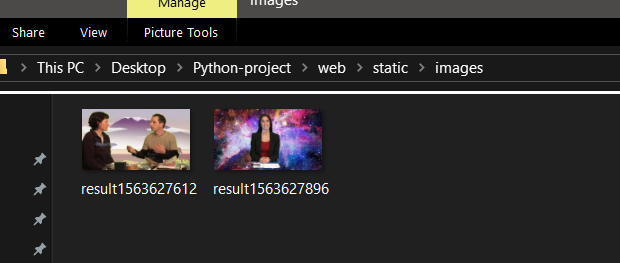 Manage
images
Share
View
Picture Tools
This PC
Desktop
Python-project
web
static
images
result1563627612
result1563627896